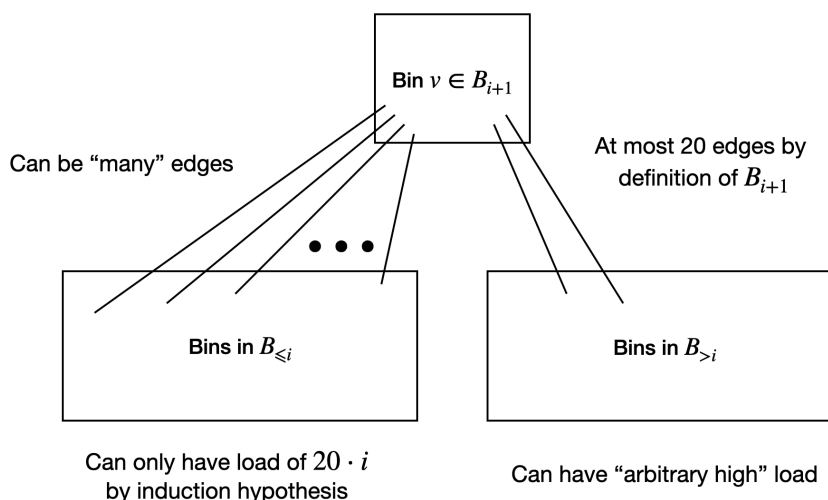 Bin v ∈ B_{i+1}
Can be “many” edges
At most 20 edges by
definition of B_{i+1}
Bins in B_{⩽i}
Bins in B_{>i}
Can only have load of 20 · i
by induction hypothesis
Can have “arbitrary high” load